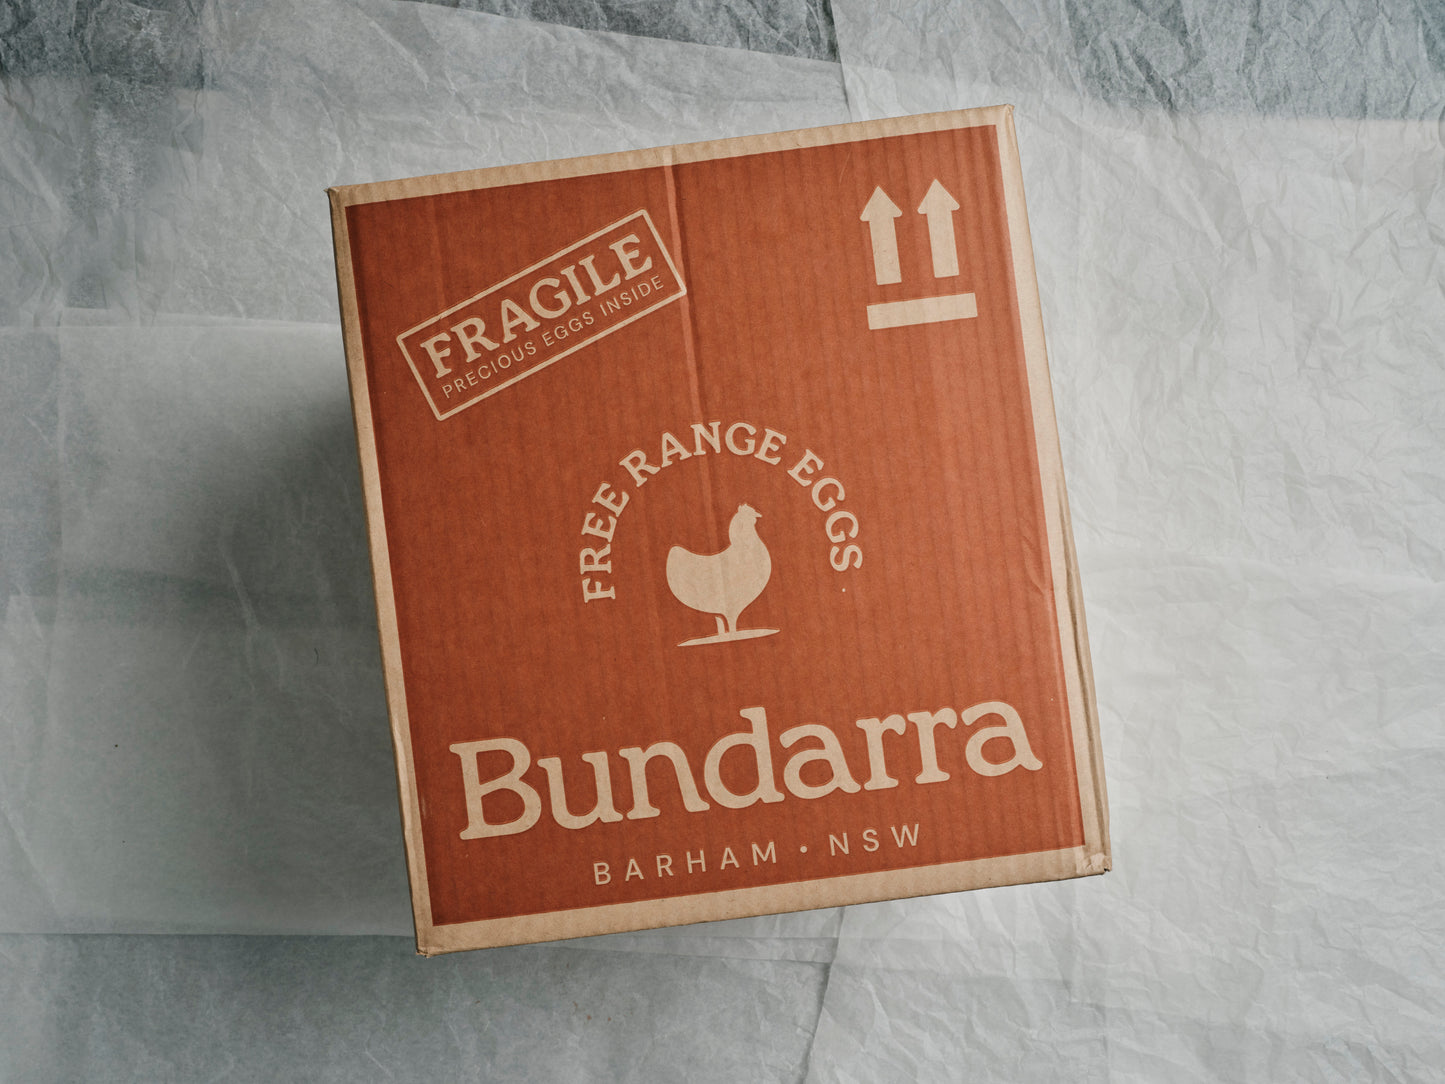 FRAGILE
PRECIOUS EGGS INSIDE
FREE RANGE EGGS
Bundarra
BARHAM • NSW